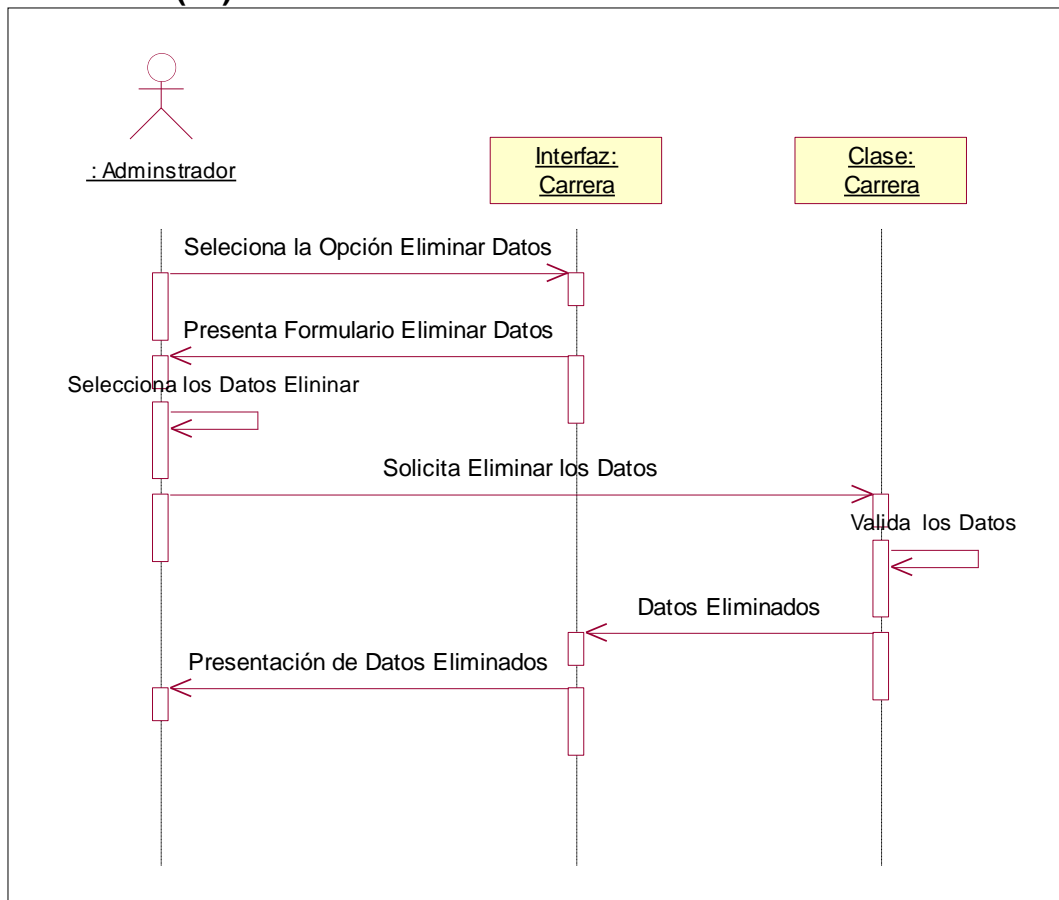 : Adminstrador
Interfaz:
Carrera
Clase:
Carrera
Seleciona la Opción Eliminar Datos
Presenta Formulario Eliminar Datos
Selecciona los Datos Elininar
Solicita Eliminar los Datos
Valida los Datos
Datos Eliminados
Presentación de Datos Eliminados